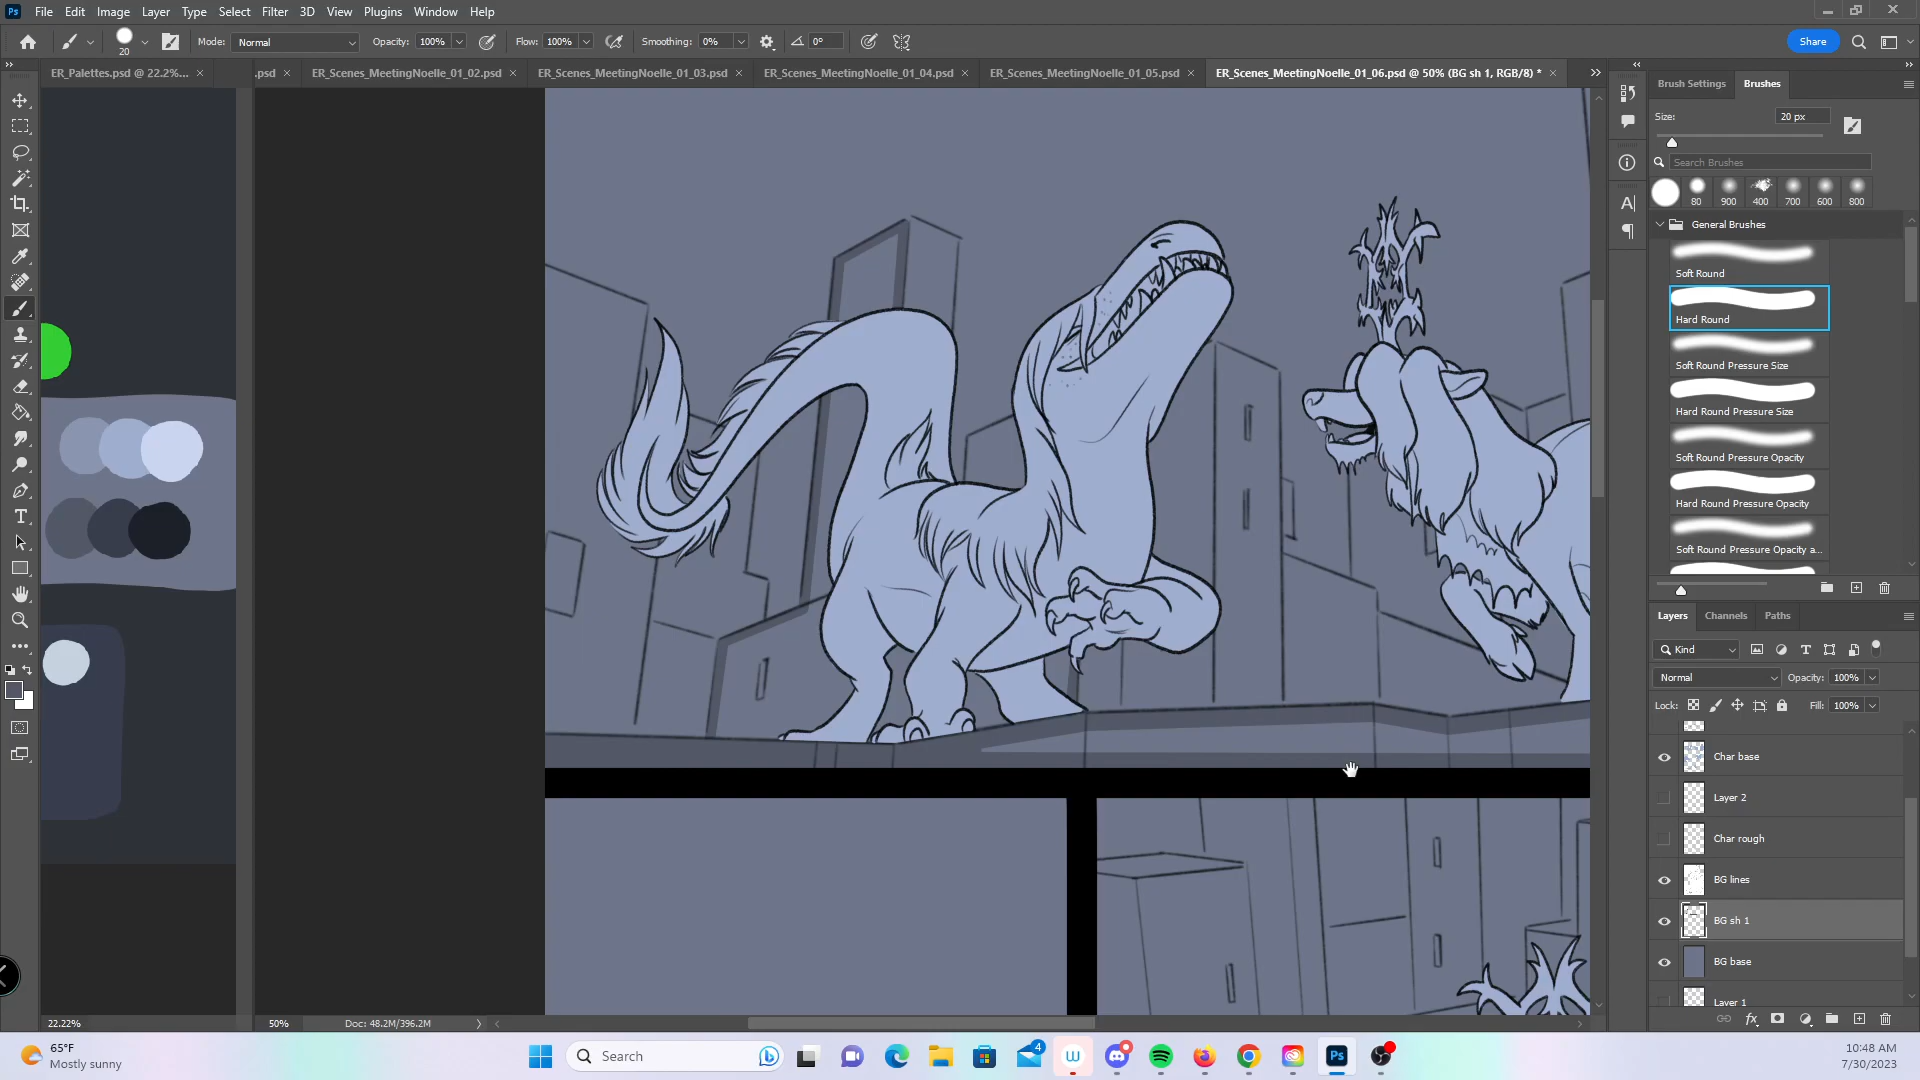 Ps File Edit Image Layer Type Select Filter 3D View Plugins Window Help
20 Mode: Normal Opacity: 100% Flow: 100% Smoothing: 0% 0° Share
ER_Palettes.psd @ 22.2%... .psd ER_Scenes_MeetingNoelle_01_02.psd ER_Scenes_MeetingNoelle_01_03.psd ER_Scenes_MeetingNoelle_01_04.psd ER_Scenes_MeetingNoelle_01_05.psd ER_Scenes_MeetingNoelle_01_06.psd @ 50% (BG sh 1, RGB/8) *
Brush Settings Brushes
Size: 20 px
Search Brushes
80 900 400 700 600 800
General Brushes
Soft Round
Hard Round
Soft Round Pressure Size
Hard Round Pressure Size
Soft Round Pressure Opacity
Hard Round Pressure Opacity
Soft Round Pressure Opacity a...
Layers Channels Paths
Kind
Normal Opacity: 100%
Lock: Fill: 100%
Char base
Layer 2
Char rough
BG lines
BG sh 1
BG base
Layer 1
22.22% 50% Doc: 48.2M/396.2M
65°F
Mostly sunny
Search
4
Ps
10:48 AM
7/30/2023